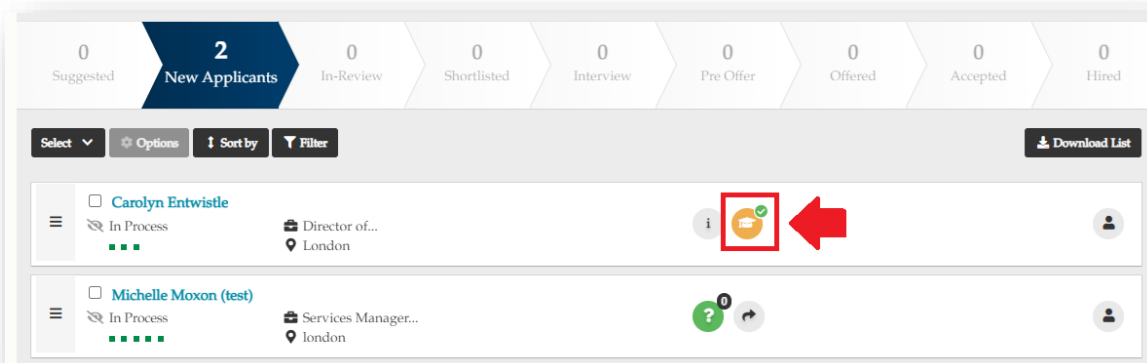 0 2 0 0 0 0 0 0 0
Suggested New Applicants In-Review Shortlisted Interview Pre Offer Offered Accepted Hired
Select Options Sort by Filter Download List
Carolyn Entwistle
In Process Director of... i
London
Michelle Moxon (test)
In Process Services Manager... ? 0
london